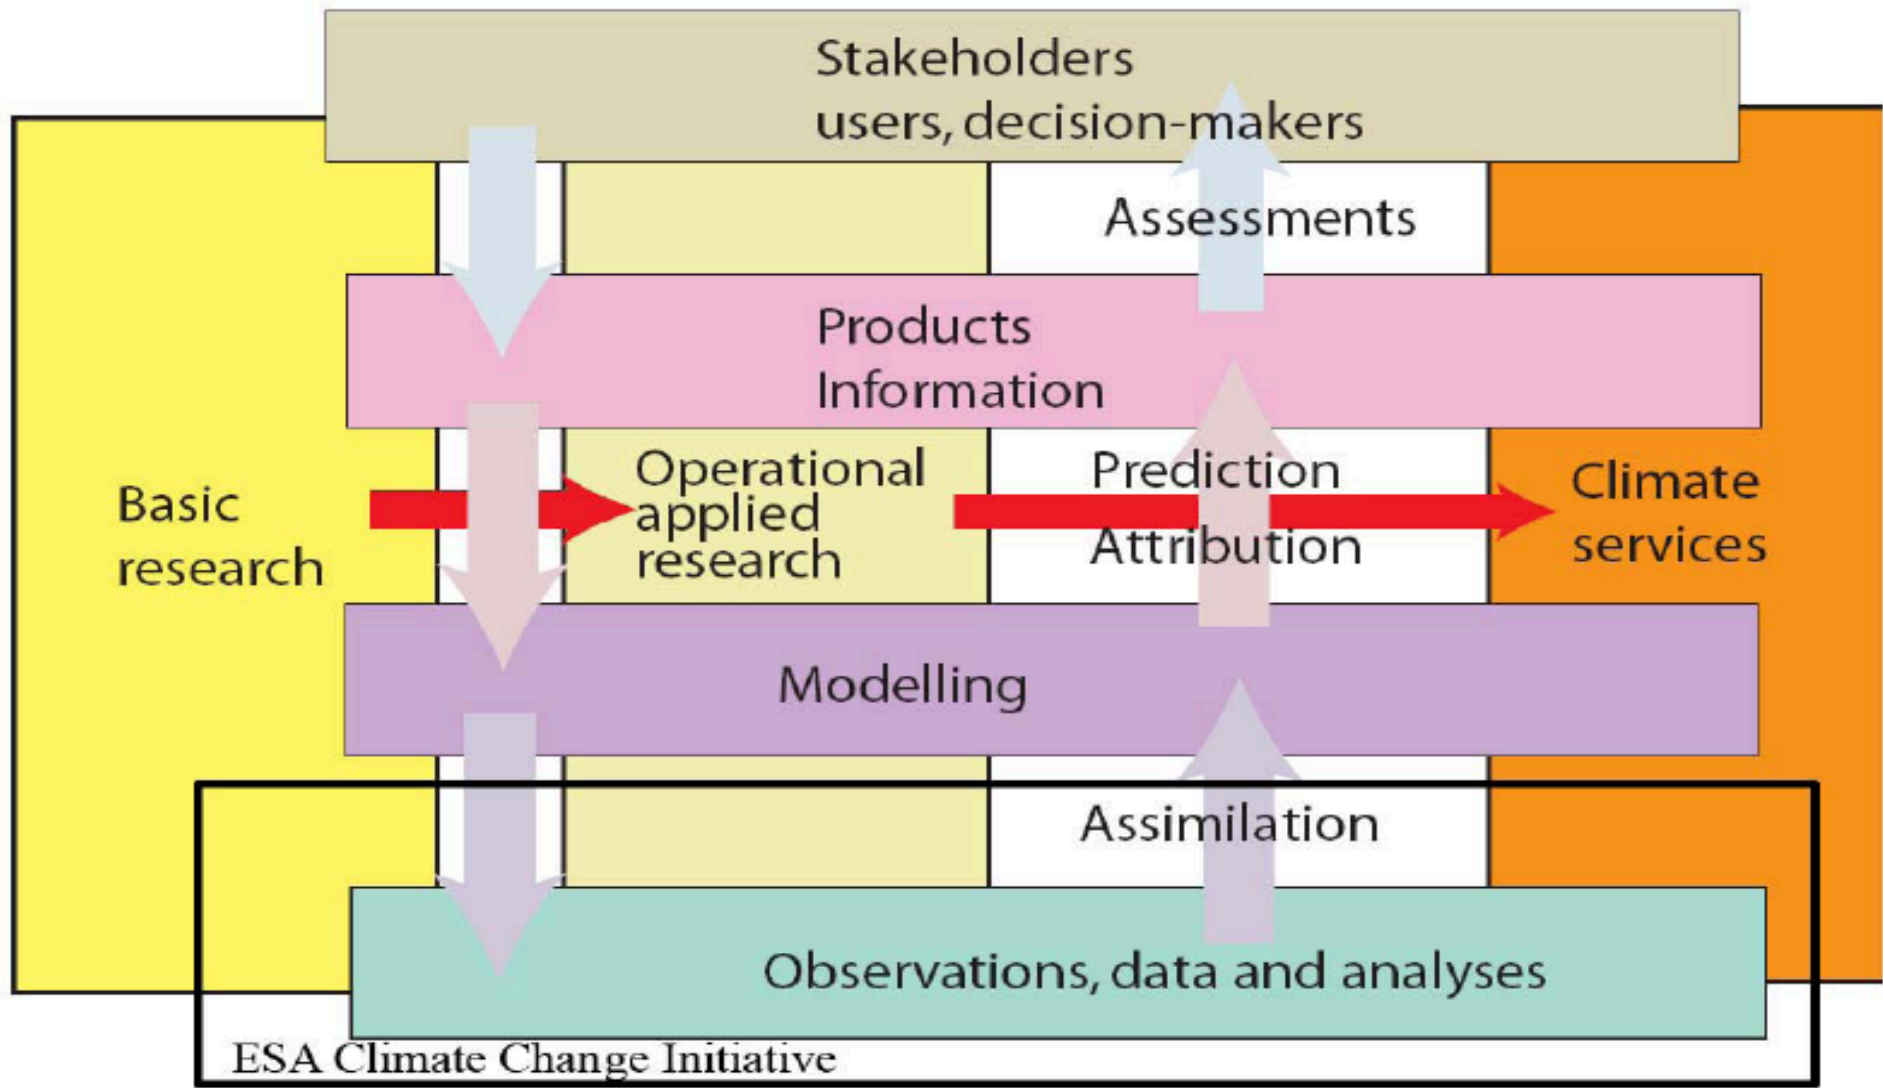 Stakeholders
users, decision-makers
Assessments
Products
Information
Basic
research
Operational
applied
research
Prediction
Attribution
Climate
services
Modelling
Assimilation
Observations, data and analyses
ESA Climate Change Initiative